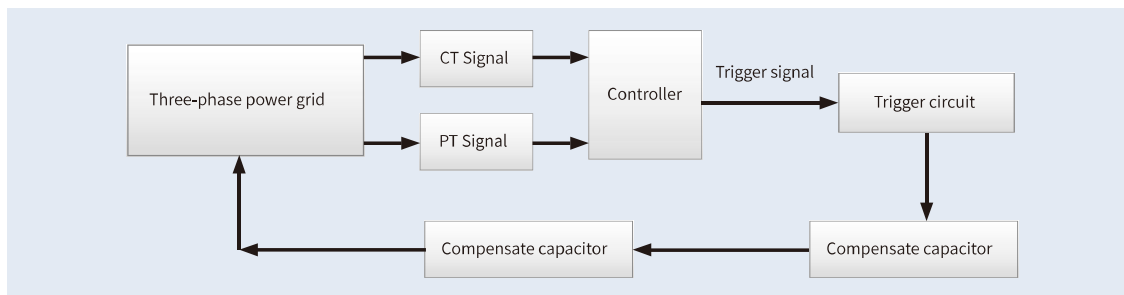 CT Signal
Three-phase power grid
Controller
Trigger signal
Trigger circuit
PT Signal
Compensate capacitor
Compensate capacitor